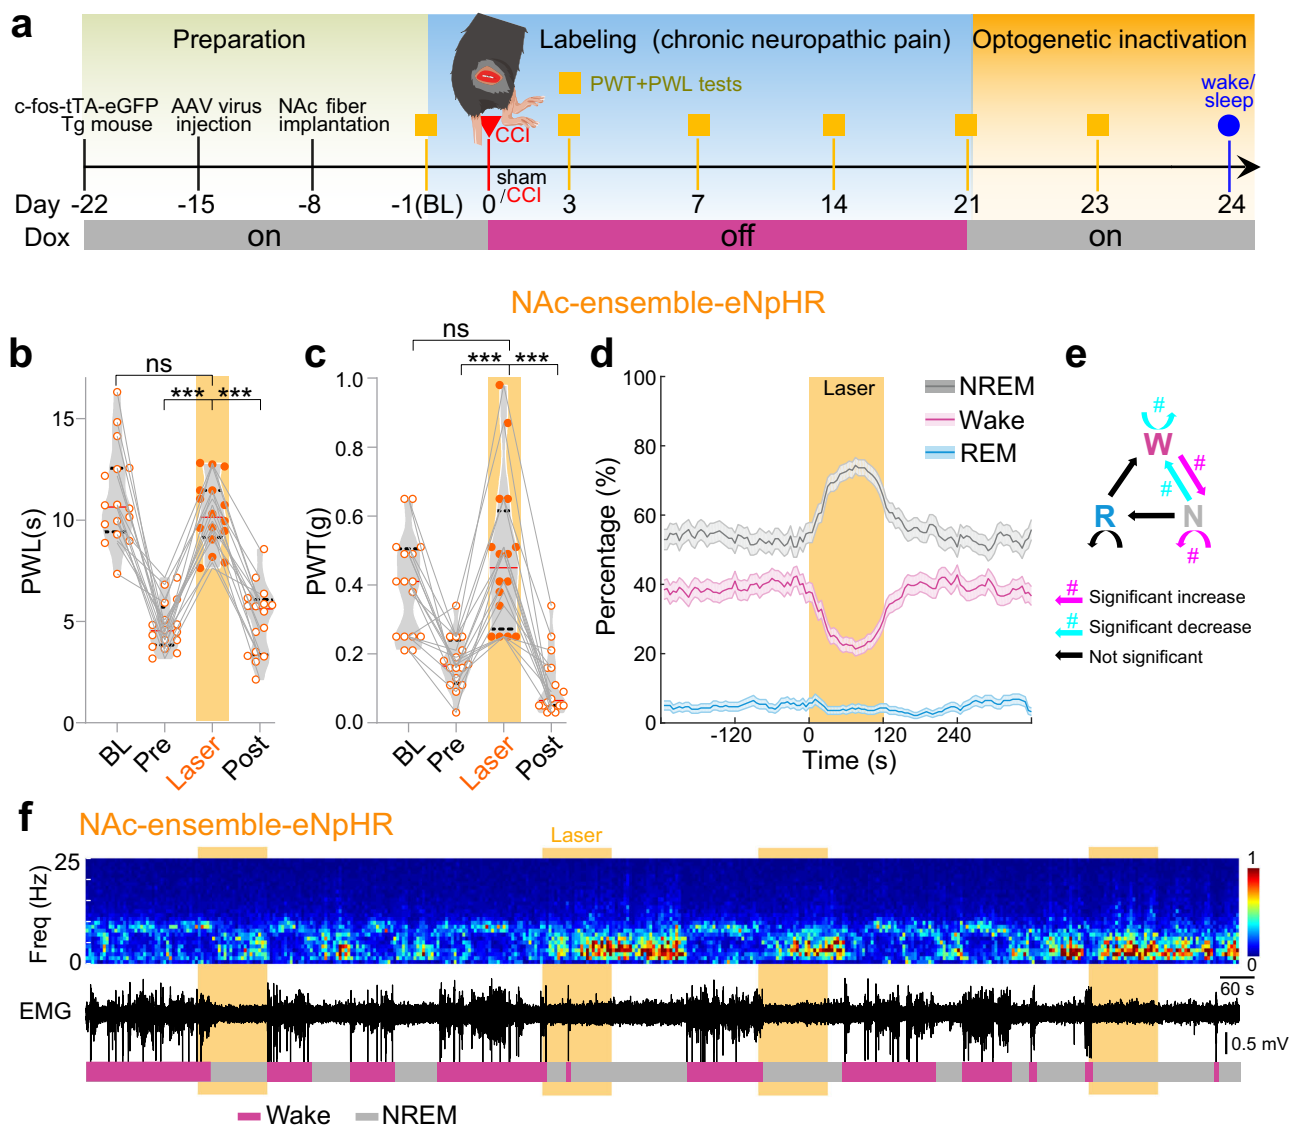 a
Preparation
Labeling (chronic neuropathic pain)
Optogenetic inactivation
PWT+PWL tests
c-fos-tTA-eGFP
Tg mouse
AAV virus
injection
NAc fiber
implantation
CCI
sham
/CCI
wake/
sleep
Day -22 -15 -8 -1(BL) 0 3 7 14 21 23 24
Dox on off on
NAc-ensemble-eNpHR
b
ns
*** ***
PWL(s)
15
10
5
0
BL Pre Laser Post
c
ns
*** ***
PWT(g)
1.0
0.8
0.6
0.4
0.2
0.0
BL Pre Laser Post
d
Percentage (%)
100
80
60
40
20
0
Laser
NREM
Wake
REM
-120 0 120 240
Time (s)
e
#
W
#
#
R N
#
# Significant increase
# Significant decrease
Not significant
f
NAc-ensemble-eNpHR
Laser
Freq (Hz)
25
0
1
0
60 s
EMG
0.5 mV
Wake NREM